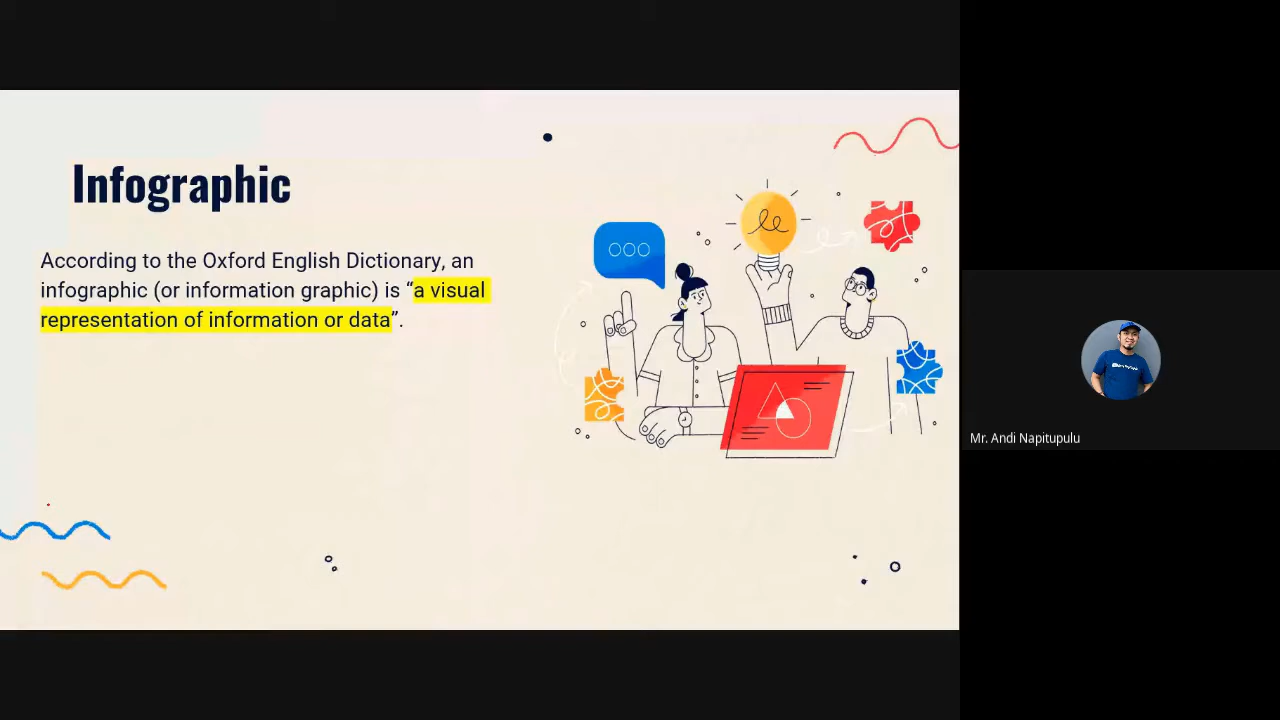 Infographic
According to the Oxford English Dictionary, an
infographic (or information graphic) is “a visual
representation of information or data”.
Mr. Andi Napitupulu